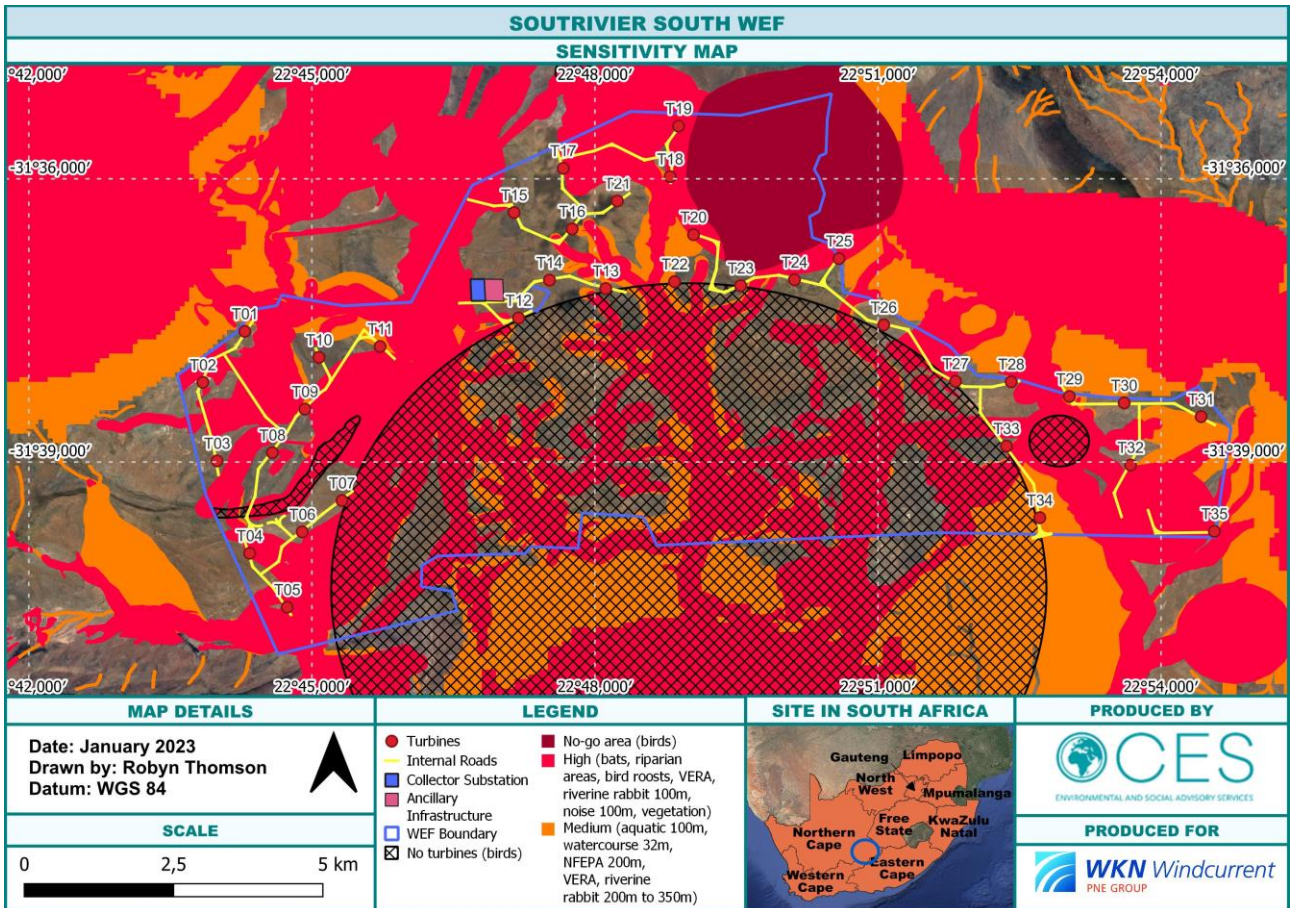 SOUTRIVIER SOUTH WEF
SENSITIVITY MAP
°42,000'
22°45,000'
22°48,000'
22°51,000'
22°54,000'
-31°36,000'
-31°36,000'
T19
T17
T18
T21
T15
T16
T20
T25
T14
T13
T22
T23
T24
T12
T26
T01
T10
T11
T02
T27
T28
T29
T30
T31
T09
T08
T03
T33
T32
-31°39,000'
-31°39,000'
T07
T06
T34
T35
T04
T05
°42,000'
22°45,000'
22°48,000'
22°51,000'
22°54,000'
MAP DETAILS
Date: January 2023
Drawn by: Robyn Thomson
Datum: WGS 84
SCALE
0 2,5 5 km
LEGEND
Turbines
Internal Roads
Collector Substation
Ancillary
Infrastructure
WEF Boundary
No turbines (birds)
No-go area (birds)
High (bats, riparian
areas, bird roosts, VERA,
riverine rabbit 100m,
noise 100m, vegetation)
Medium (aquatic 100m,
watercourse 32m,
NFEPA 200m,
VERA, riverine
rabbit 200m to 350m)
SITE IN SOUTH AFRICA
Limpopo
Gauteng
North
West
Mpumalanga
Free
State
KwaZulu
Natal
Northern
Cape
Eastern
Cape
Western
Cape
PRODUCED BY
CES
ENVIRONMENTAL AND SOCIAL ADVISORY SERVICES
PRODUCED FOR
WKN Windcurrent
PNE GROUP